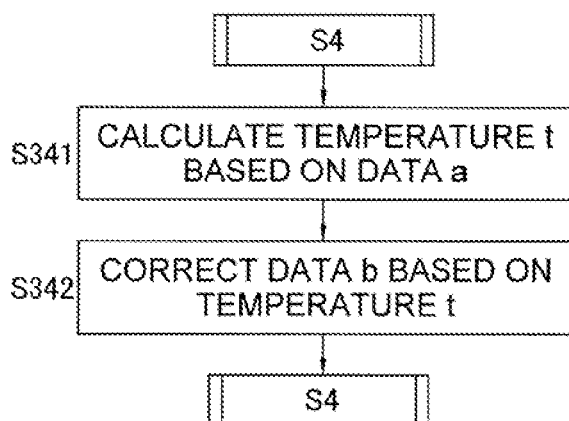 S4
S341
CALCULATE TEMPERATURE t
BASED ON DATA a
S342
CORRECT DATA b BASED ON
TEMPERATURE t
S4